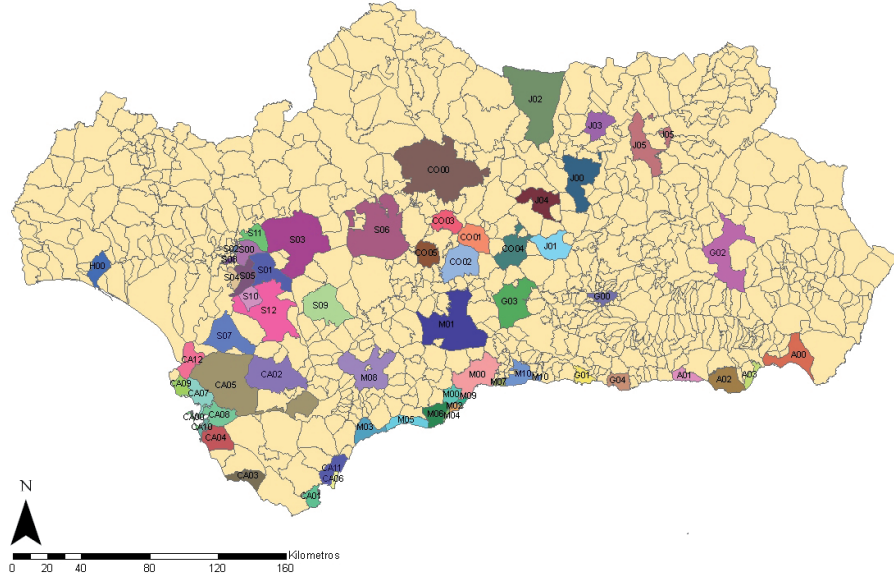 J02
J03
J05
J05
CO00
J00
J04
CO03
S11
S03
S06
CO01
S02
S00
CO04
J01
G02
CO05
S08
CO02
H00
S05
S01
S04
S10
G00
S09
G03
S12
M01
S07
CA12
A00
CA02
M00
M10
M08
G01
A01
A03
CA09
CA05
M07
M10
G04
A02
CA07
M00
M09
M02
CA00
CA08
M06
M04
CA10
M05
CA04
M03
CA11
CA03
CA06
CA01
N
Kilometros
0 20 40 80 120 160